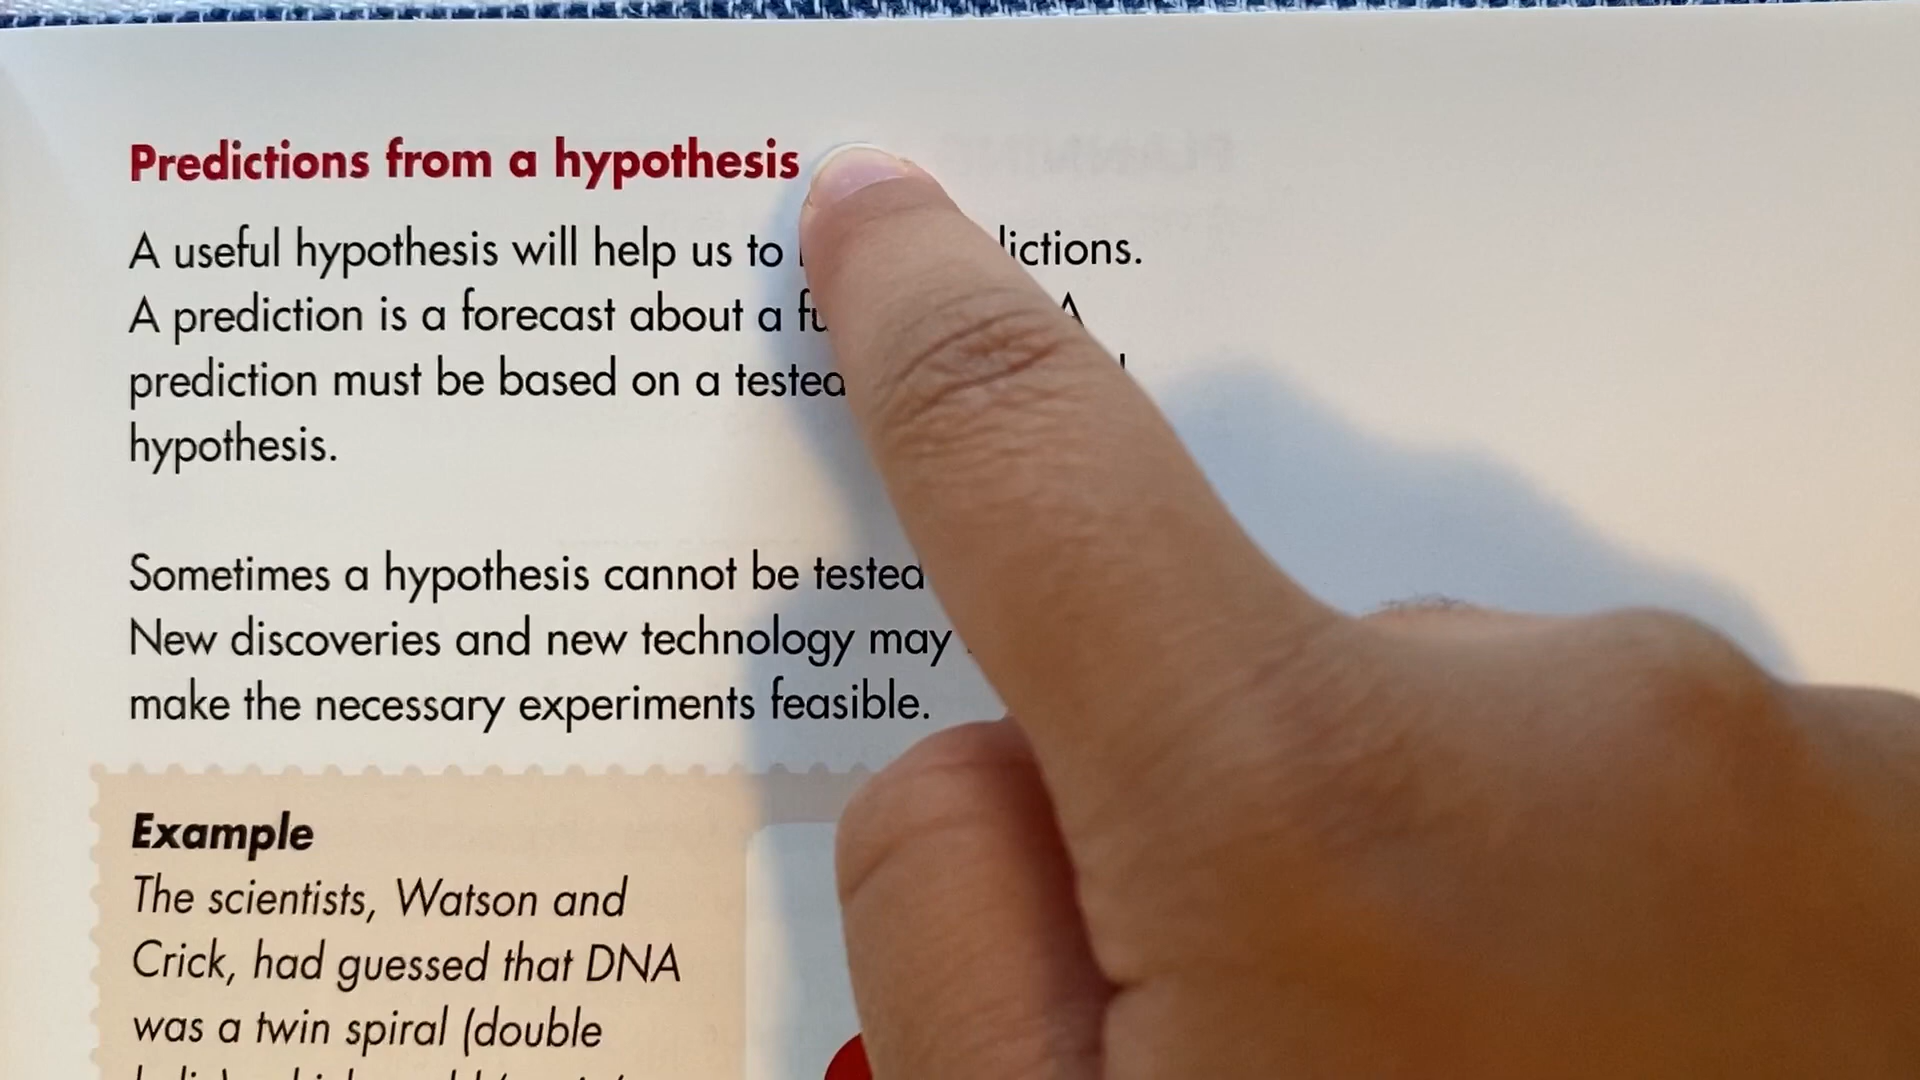 Predictions from a hypothesis
A useful hypothesis will help us to
A prediction is a forecast about a
prediction must be based on a tested
hypothesis.
Sometimes a hypothesis cannot be tested
New discoveries and new technology may
make the necessary experiments feasible.
Example
The scientists, Watson and
Crick, had guessed that DNA
was a twin spiral (double